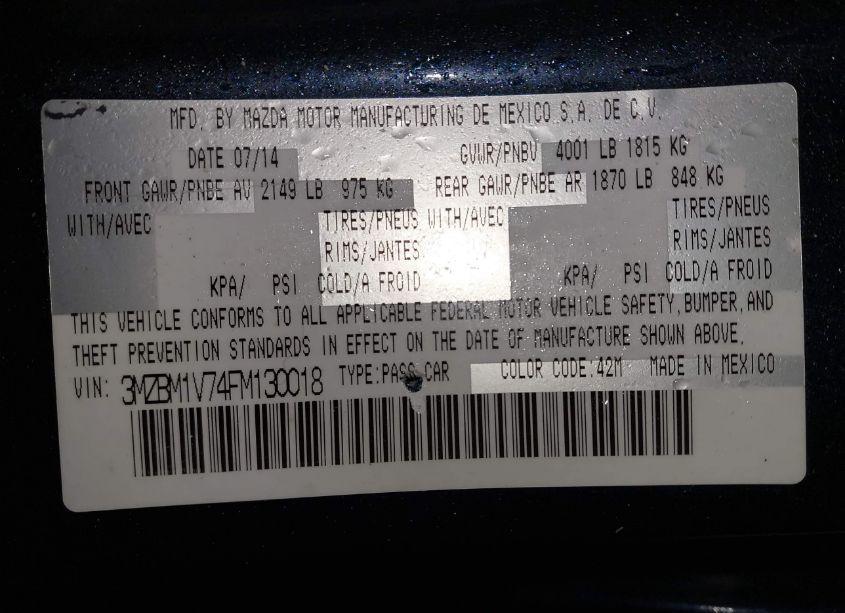 MFD. BY MAZDA MOTOR MANUFACTURING DE MEXICO S.A. DE C.V.
DATE 07/14 GVWR/PNBV 4001 LB 1815 KG
FRONT GAWR/PNBE AV 2149 LB 975 KG REAR GAWR/PNBE AR 1870 LB 848 KG
WITH/AVEC TIRES/PNEUS WITH/AVEC TIRES/PNEUS
RIMS/JANTES RIMS/JANTES
KPA/ PSI COLD/A FROID KPA/ PSI COLD/A FROID
THIS VEHICLE CONFORMS TO ALL APPLICABLE FEDERAL MOTOR VEHICLE SAFETY, BUMPER, AND
THEFT PREVENTION STANDARDS IN EFFECT ON THE DATE OF MANUFACTURE SHOWN ABOVE.
VIN: 3MZBM1V74FM130018 TYPE:PASS CAR COLOR CODE:42M MADE IN MEXICO